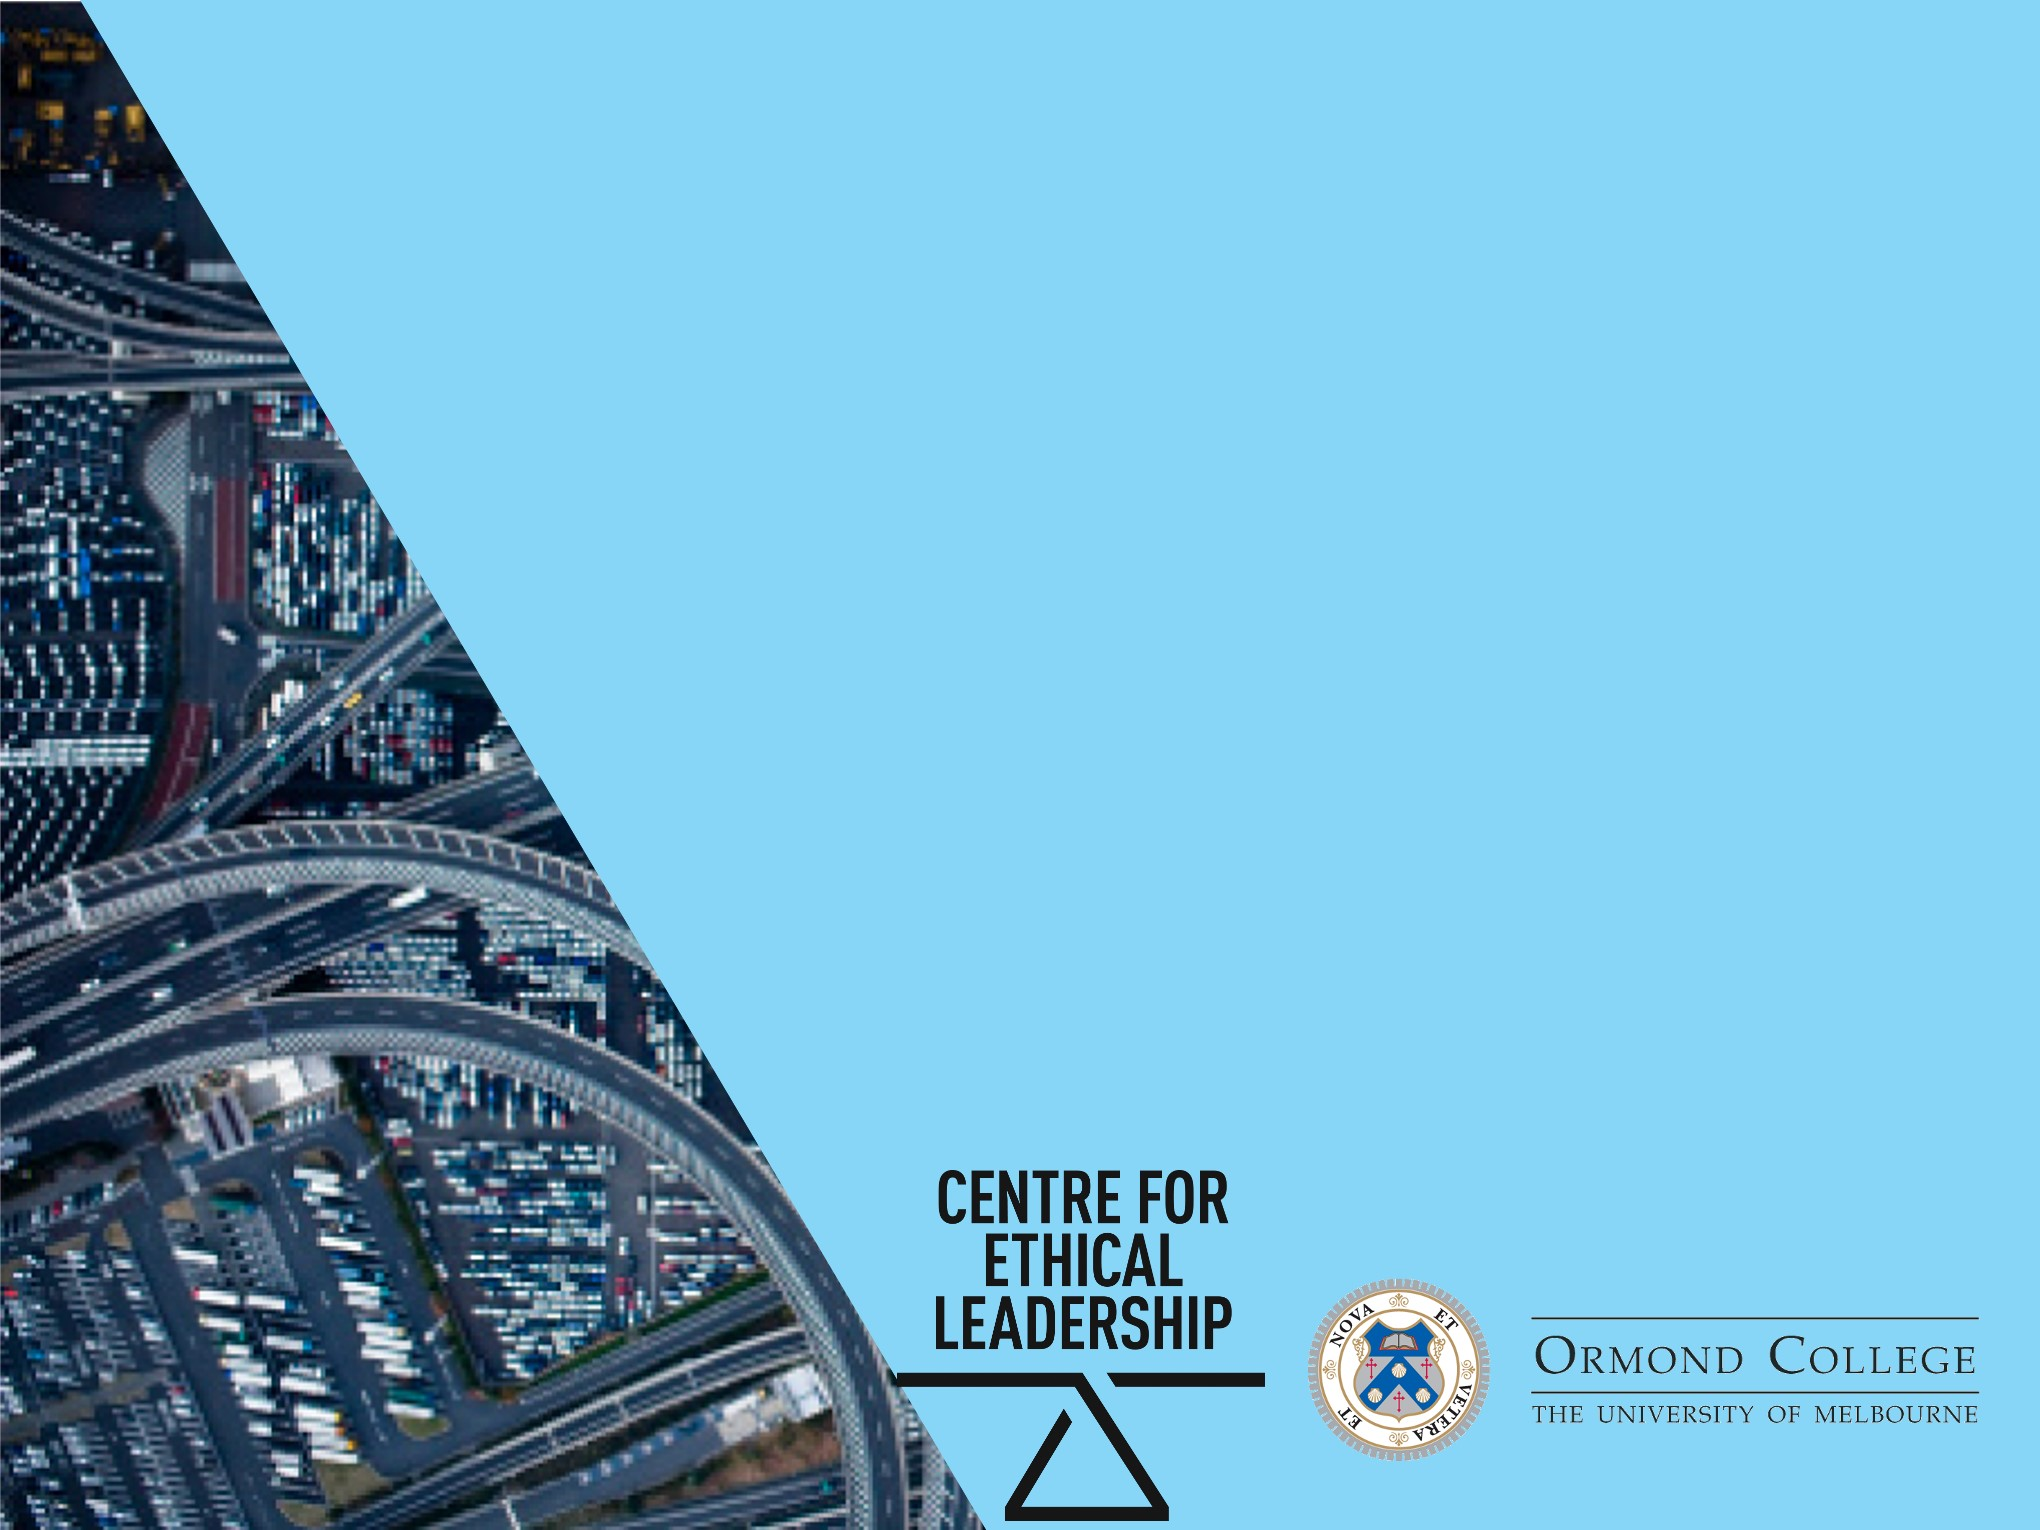 CENTRE FOR
ETHICAL
LEADERSHIP
ET NOVA ET VETERA
ORMOND COLLEGE
THE UNIVERSITY OF MELBOURNE